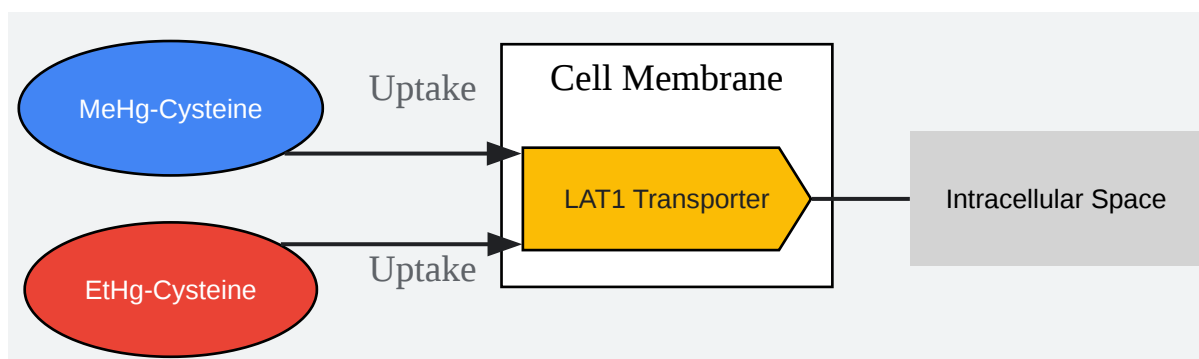 Cell Membrane
Uptake
MeHg-Cysteine
LAT1 Transporter
Intracellular Space
EtHg-Cysteine
Uptake